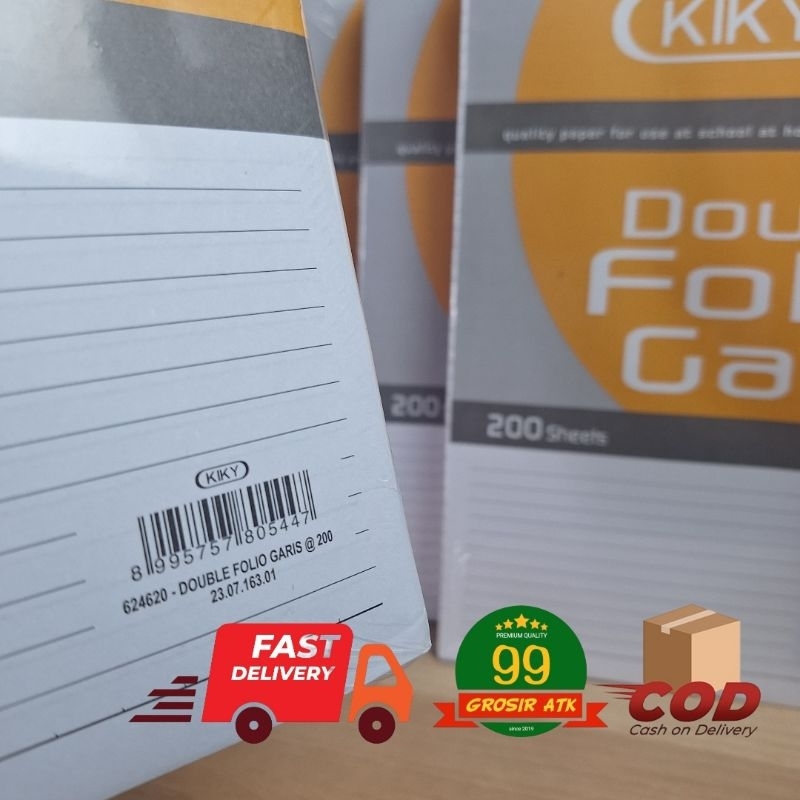 KIKY
quality paper for use at school at
Dou
Fol
Ga
200
200 Sheets
KIKY
8 995757 805447
624620 - DOUBLE FOLIO GARIS @ 200
23.07.163.01
FAST
DELIVERY
PREMIUM QUALITY
99
GROSIR ATK
since 2019
COD
Cash on Delivery